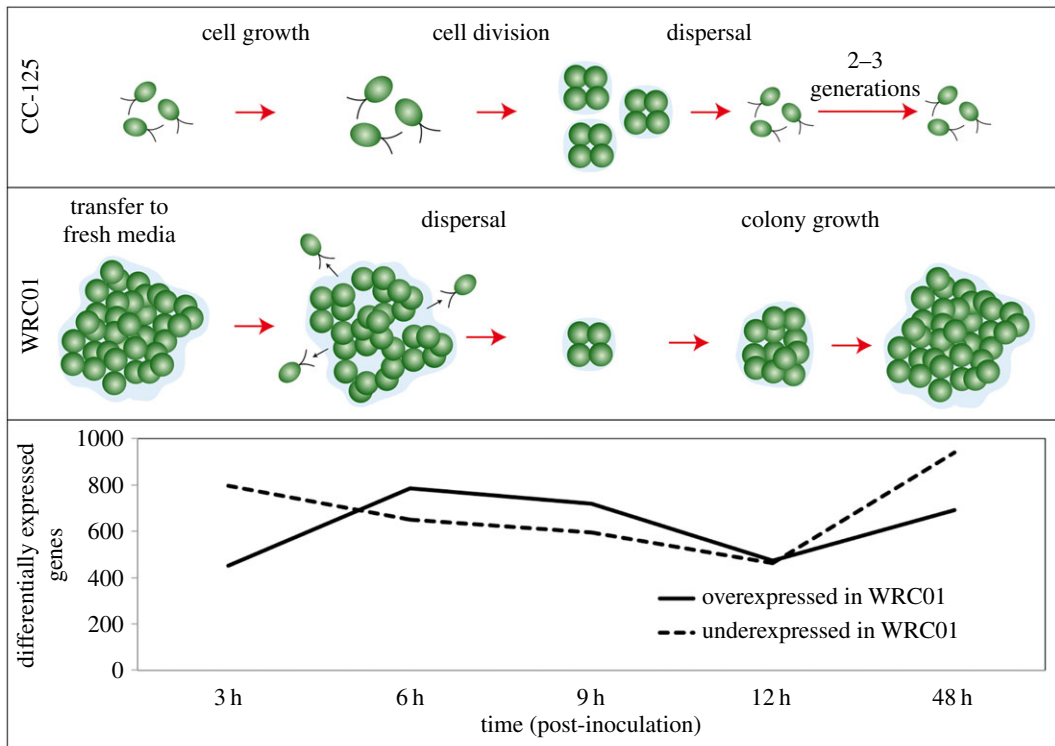 CC-125
cell growth
cell division
dispersal
2–3
generations
WRC01
transfer to
fresh media
dispersal
colony growth
differentially expressed
genes
1000
800
600
400
200
0
overexpressed in WRC01
underexpressed in WRC01
3 h
6 h
9 h
12 h
48 h
time (post-inoculation)